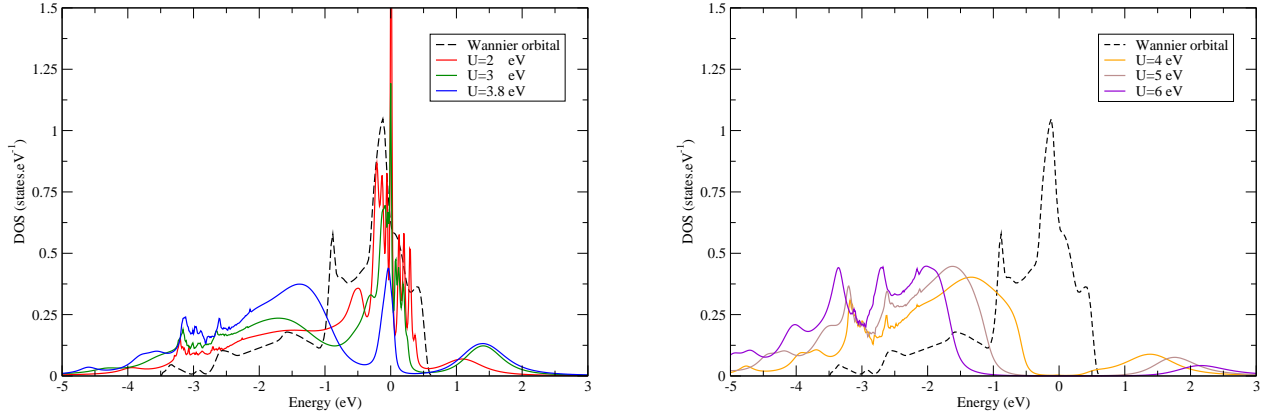 1.5
1.25
1
0.75
0.5
0.25
0
DOS (states.eV⁻¹)
-5 -4 -3 -2 -1 0 1 2 3
Energy (eV)
Wannier orbital
U=2 eV
U=3 eV
U=3.8 eV
1.5
1.25
1
0.75
0.5
0.25
0
DOS (states.eV⁻¹)
-5 -4 -3 -2 -1 0 1 2 3
Energy (eV)
Wannier orbital
U=4 eV
U=5 eV
U=6 eV